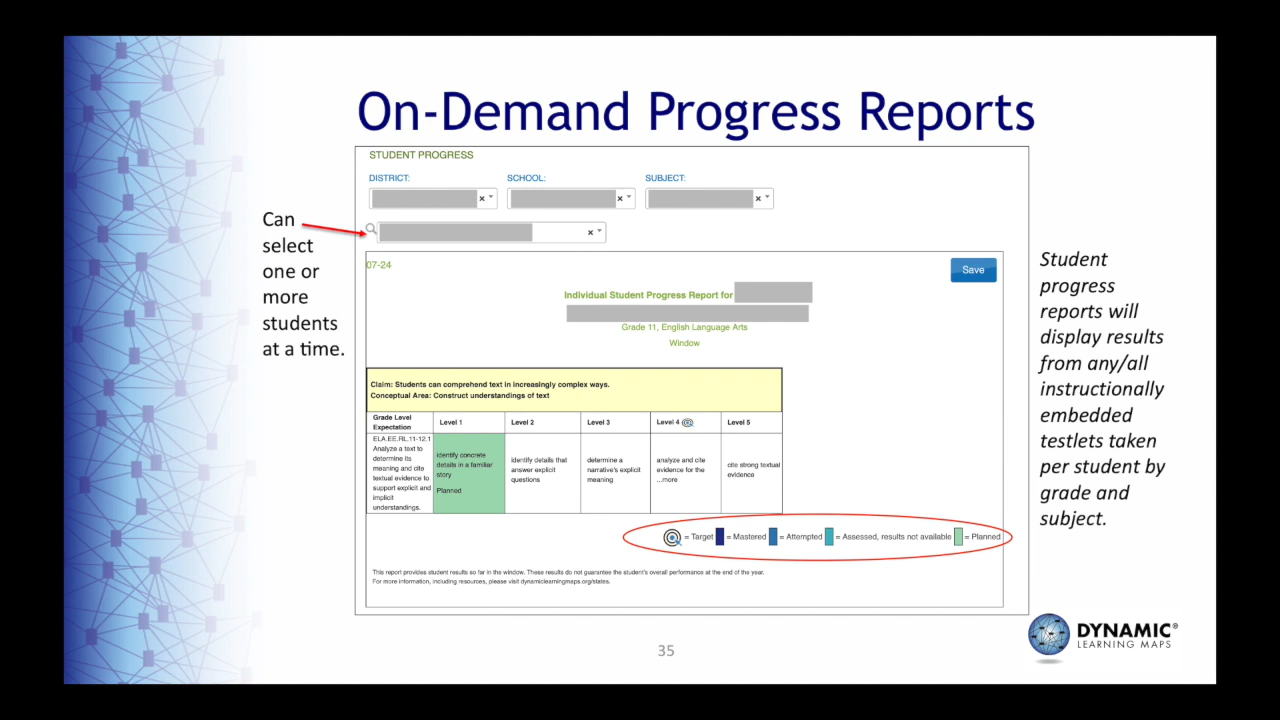 On-Demand Progress Reports
STUDENT PROGRESS
DISTRICT:
SCHOOL:
SUBJECT:
Can
select
one or
more
students
at a time.
07-24
Save
Individual Student Progress Report for
Grade 11, English Language Arts
Window
Claim: Students can comprehend text in increasingly complex ways.
Conceptual Area: Construct understandings of text
Grade Level
Expectation
Level 1
Level 2
Level 3
Level 4
Level 5
ELA.EE.RL.11-12.1
Analyze a text to
determine its
meaning and cite
textual evidence to
support explicit and
implicit
understandings.
identify concrete
details in a familiar
story
Planned
identify details that
answer explicit
questions
determine a
narrative's explicit
meaning
analyze and cite
evidence for the
...more
cite strong textual
evidence
= Target = Mastered = Attempted = Assessed, results not available = Planned
This report provides student results so far in the window. These results do not guarantee the student's overall performance at the end of the year.
For more information, including resources, please visit dynamiclearningmaps.org/states.
Student
progress
reports will
display results
from any/all
instructionally
embedded
testlets taken
per student by
grade and
subject.
35
DYNAMIC®
LEARNING MAPS